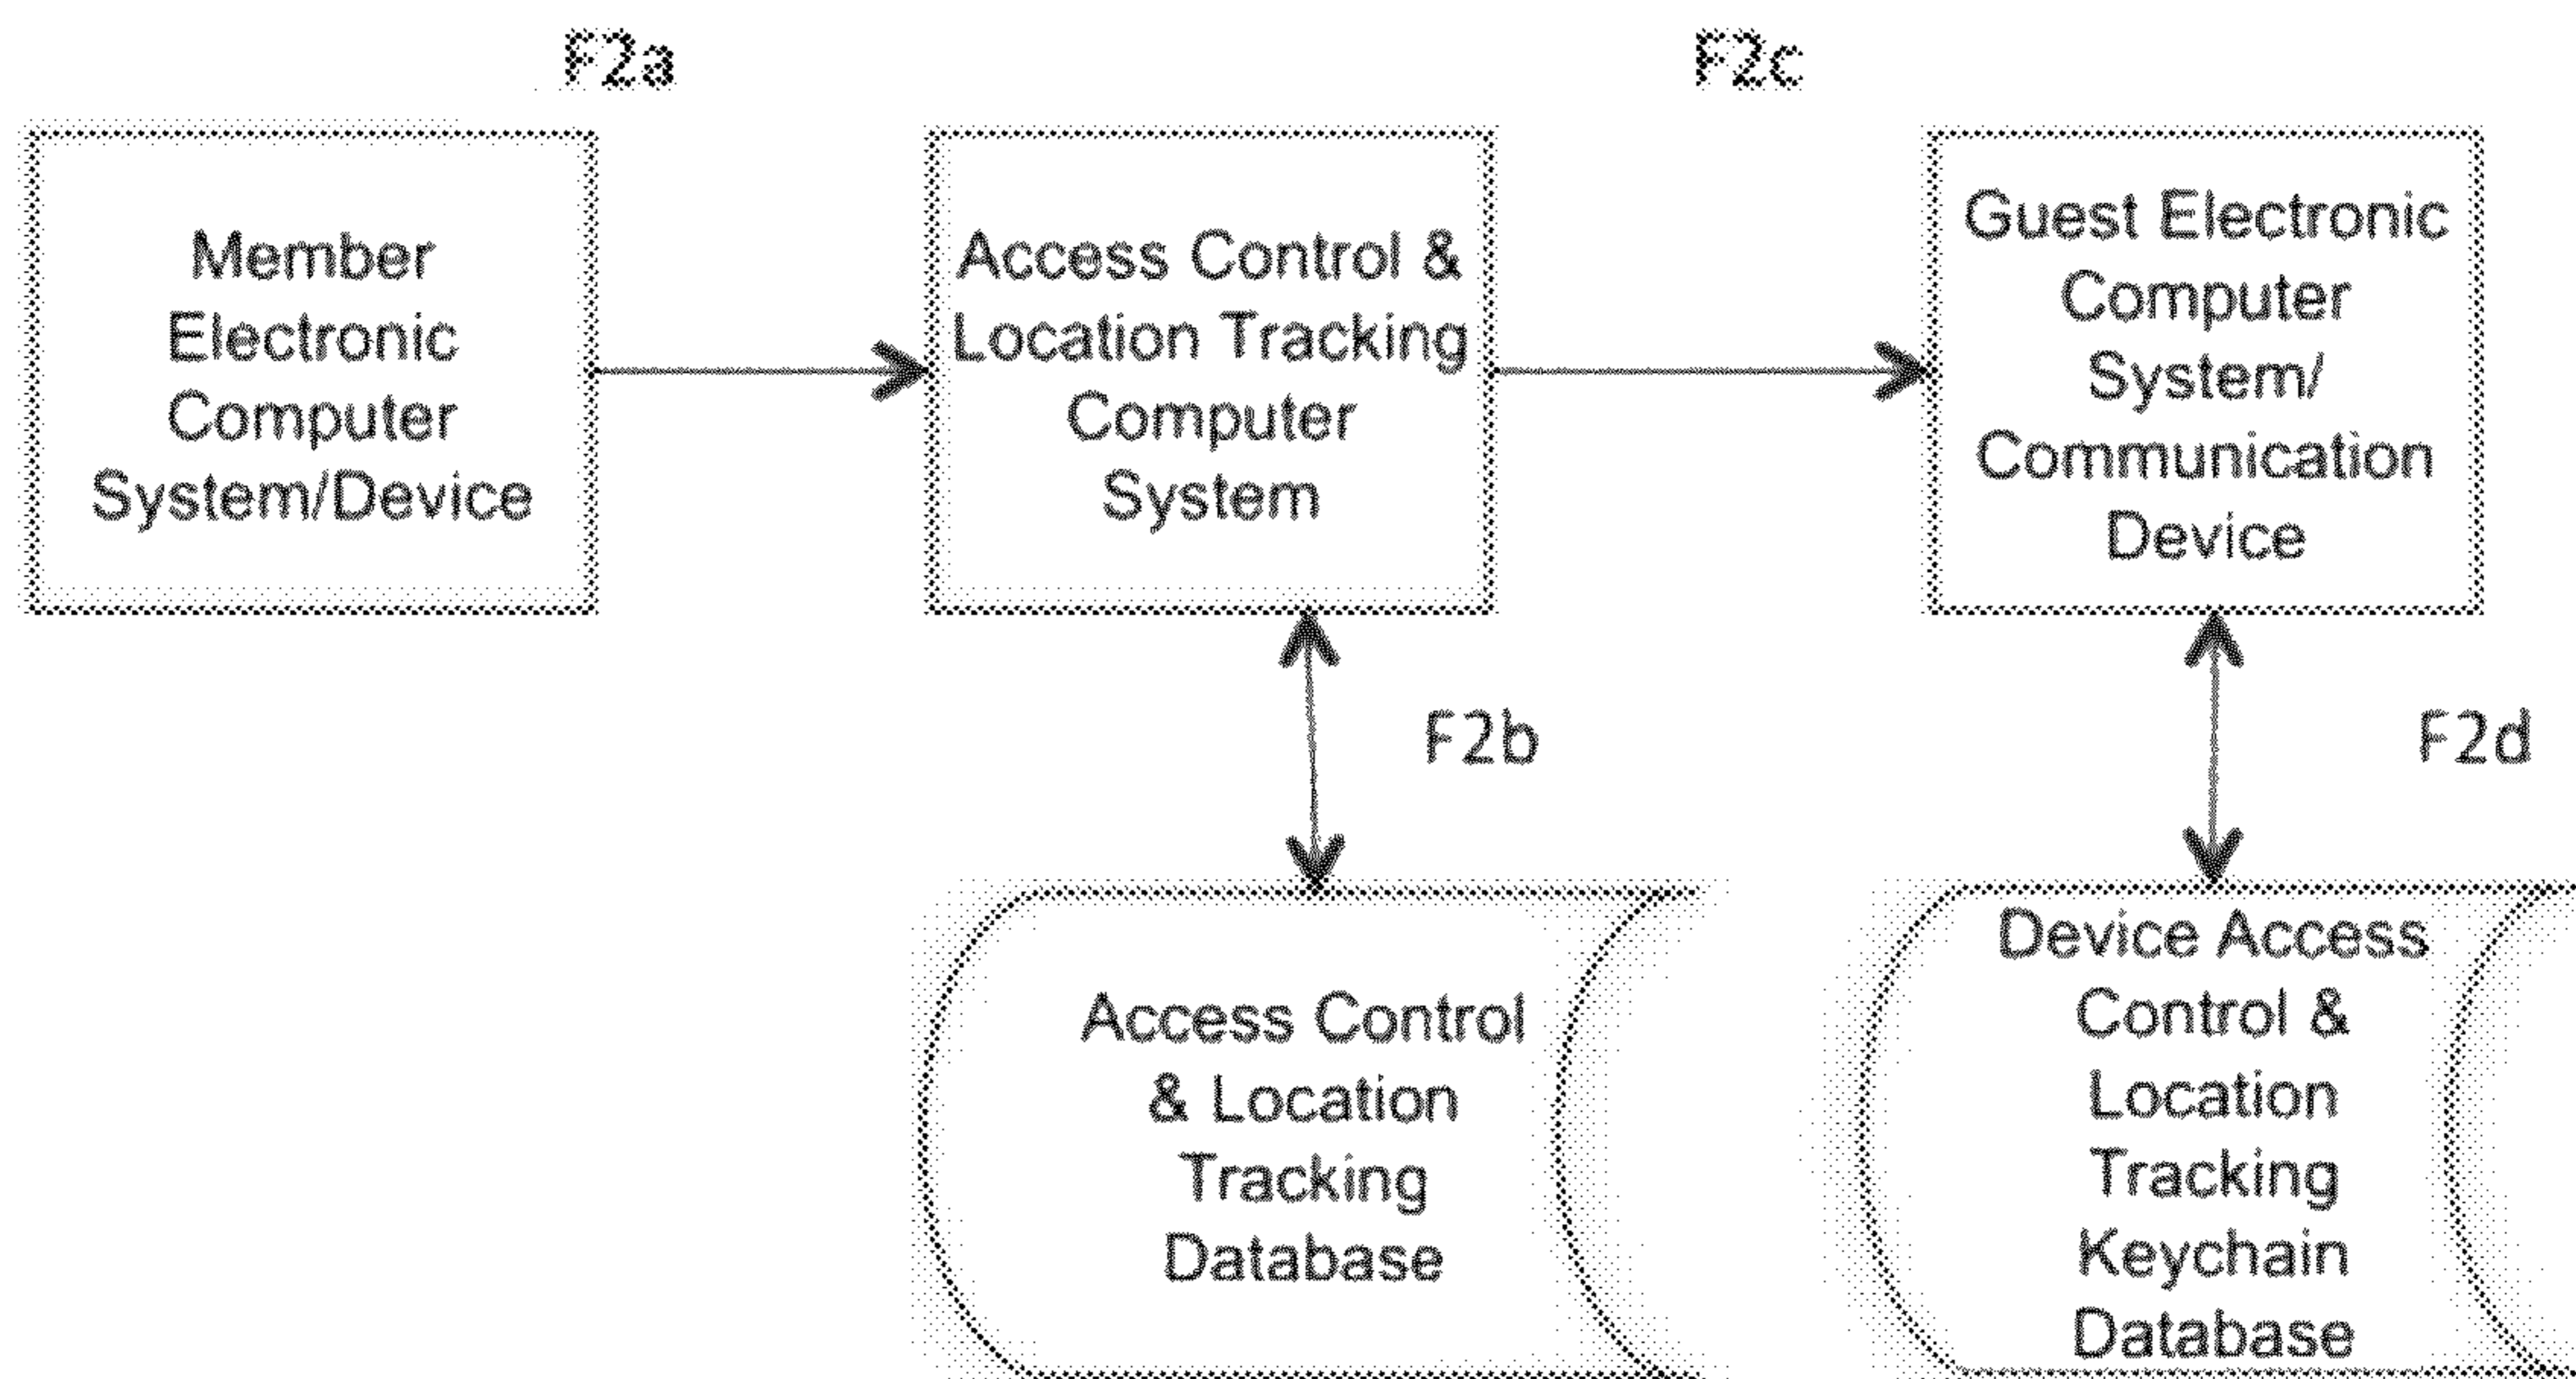 F2a
F2c
Member
Electronic
Computer
System/Device
Access Control &
Location Tracking
Computer
System
Guest Electronic
Computer
System/
Communication
Device
F2b
F2d
Access Control
& Location
Tracking
Database
Device Access
Control &
Location
Tracking
Keychain
Database